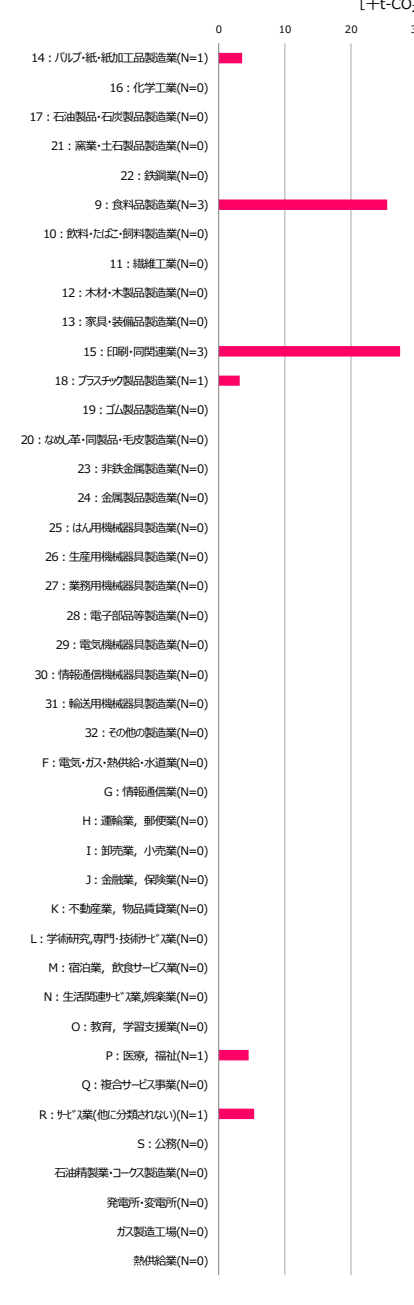 [千t-CO₂
0 10 20 3
14：パルプ・紙・紙加工品製造業(N=1)
16：化学工業(N=0)
17：石油製品・石炭製品製造業(N=0)
21：窯業・土石製品製造業(N=0)
22：鉄鋼業(N=0)
9：食料品製造業(N=3)
10：飲料・たばこ・飼料製造業(N=0)
11：繊維工業(N=0)
12：木材・木製品製造業(N=0)
13：家具・装備品製造業(N=0)
15：印刷・同関連業(N=3)
18：プラスチック製品製造業(N=1)
19：ゴム製品製造業(N=0)
20：なめし革・同製品・毛皮製造業(N=0)
23：非鉄金属製造業(N=0)
24：金属製品製造業(N=0)
25：はん用機械器具製造業(N=0)
26：生産用機械器具製造業(N=0)
27：業務用機械器具製造業(N=0)
28：電子部品等製造業(N=0)
29：電気機械器具製造業(N=0)
30：情報通信機械器具製造業(N=0)
31：輸送用機械器具製造業(N=0)
32：その他の製造業(N=0)
F：電気・ガス・熱供給・水道業(N=0)
G：情報通信業(N=0)
H：運輸業，郵便業(N=0)
I：卸売業，小売業(N=0)
J：金融業，保険業(N=0)
K：不動産業，物品賃貸業(N=0)
L：学術研究,専門・技術ｻｰﾋﾞｽ業(N=0)
M：宿泊業，飲食サービス業(N=0)
N：生活関連ｻｰﾋﾞｽ業,娯楽業(N=0)
O：教育，学習支援業(N=0)
P：医療，福祉(N=1)
Q：複合サービス事業(N=0)
R：ｻｰﾋﾞｽ業(他に分類されない)(N=1)
S：公務(N=0)
石油精製業・コークス製造業(N=0)
発電所・変電所(N=0)
ガス製造工場(N=0)
熱供給業(N=0)